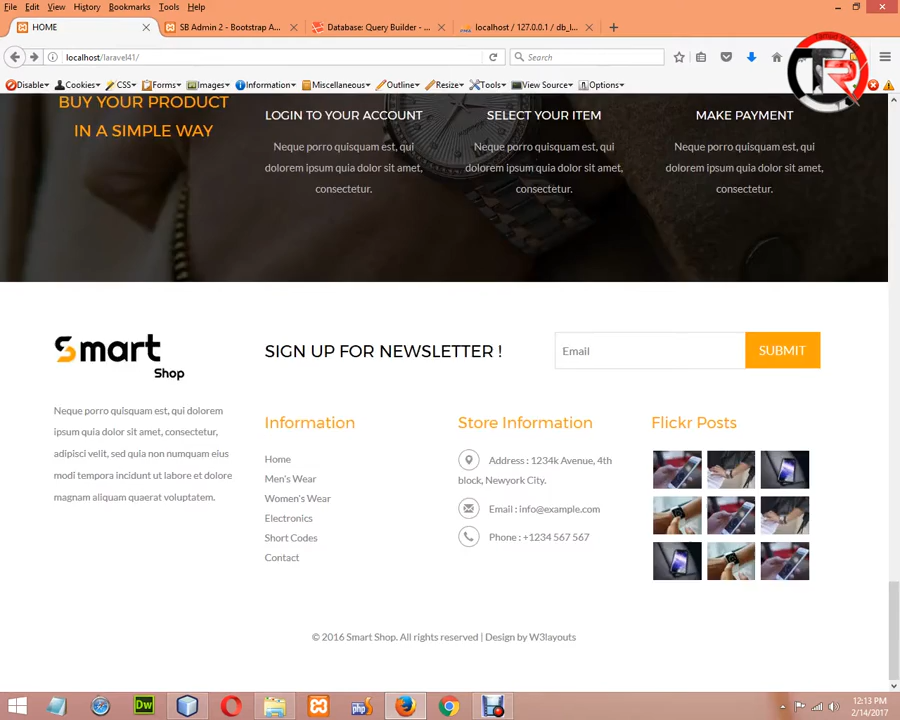 File Edit View History Bookmarks Tools Help
HOME
SB Admin 2 - Bootstrap A...
Database: Query Builder - ...
localhost / 127.0.0.1 / db_l...
localhost/laravel41/
Search
Disable Cookies CSS Forms Images Information Miscellaneous Outline Resize Tools View Source Options
BUY YOUR PRODUCT
IN A SIMPLE WAY
LOGIN TO YOUR ACCOUNT
Neque porro quisquam est, qui
dolorem ipsum quia dolor sit amet,
consectetur.
SELECT YOUR ITEM
Neque porro quisquam est, qui
dolorem ipsum quia dolor sit amet,
consectetur.
MAKE PAYMENT
Neque porro quisquam est, qui
dolorem ipsum quia dolor sit amet,
consectetur.
Smart
Shop
SIGN UP FOR NEWSLETTER !
Email
SUBMIT
Neque porro quisquam est, qui dolorem
ipsum quia dolor sit amet, consectetur,
adipisci velit, sed quia non numquam eius
modi tempora incidunt ut labore et dolore
magnam aliquam quaerat voluptatem.
Information
Home
Men's Wear
Women's Wear
Electronics
Short Codes
Contact
Store Information
Address : 1234k Avenue, 4th
block, Newyork City.
Email : info@example.com
Phone : +1234 567 567
Flickr Posts
© 2016 Smart Shop. All rights reserved | Design by W3layouts
Dw
php
12:13 PM
2/14/2017